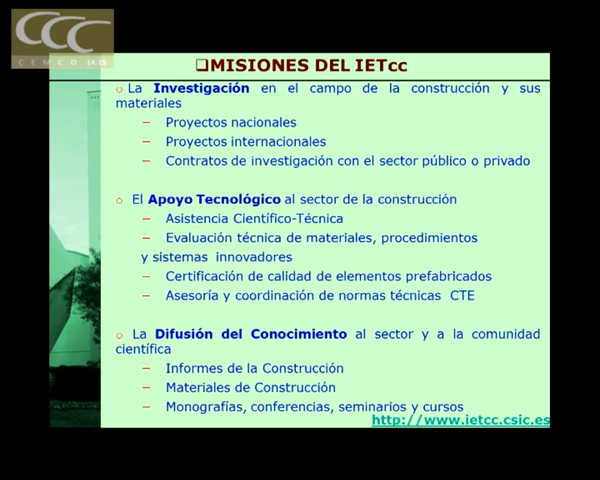 CCC
CEMCO 14.15
❑MISIONES DEL IETcc
o La Investigación en el campo de la construcción y sus
materiales
– Proyectos nacionales
– Proyectos internacionales
– Contratos de investigación con el sector público o privado
o El Apoyo Tecnológico al sector de la construcción
– Asistencia Científico-Técnica
– Evaluación técnica de materiales, procedimientos
y sistemas innovadores
– Certificación de calidad de elementos prefabricados
– Asesoría y coordinación de normas técnicas CTE
o La Difusión del Conocimiento al sector y a la comunidad
científica
– Informes de la Construcción
– Materiales de Construcción
– Monografías, conferencias, seminarios y cursos
http://www.ietcc.csic.es